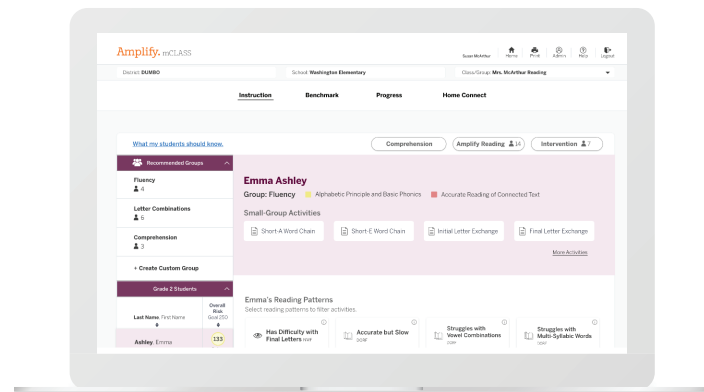 Amplify. mCLASS
Susan McArthur
Home
Print
Admin
Help
Logout
District: DUMBO
School: Washington Elementary
Class/Group: Mrs. McArthur Reading
Instruction
Benchmark
Progress
Home Connect
What my students should know.
Comprehension
Amplify Reading 14
Intervention 7
Recommended Groups
Fluency
4
Letter Combinations
6
Comprehension
3
+ Create Custom Group
Grade 2 Students
Last Name, First Name
Overall
Risk
Goal 250
Ashley, Emma
133
Emma Ashley
Group: Fluency
Alphabetic Principle and Basic Phonics
Accurate Reading of Connected Text
Small-Group Activities
Short-A Word Chain
Short-E Word Chain
Initial Letter Exchange
Final Letter Exchange
More Activities
Emma's Reading Patterns
Select reading patterns to filter activities.
Has Difficulty with
Final Letters
Accurate but Slow
Struggles with
Vowel Combinations
Struggles with
Multi-Syllabic Words